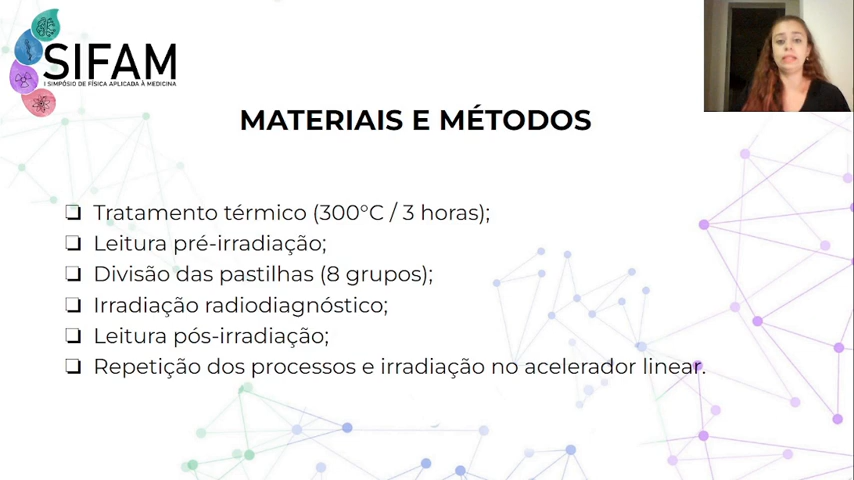 SIFAM
I SIMPÓSIO DE FÍSICA APLICADA À MEDICINA
MATERIAIS E MÉTODOS
Tratamento térmico (300°C / 3 horas);
Leitura pré-irradiação;
Divisão das pastilhas (8 grupos);
Irradiação radiodiagnóstico;
Leitura pós-irradiação;
Repetição dos processos e irradiação no acelerador linear.